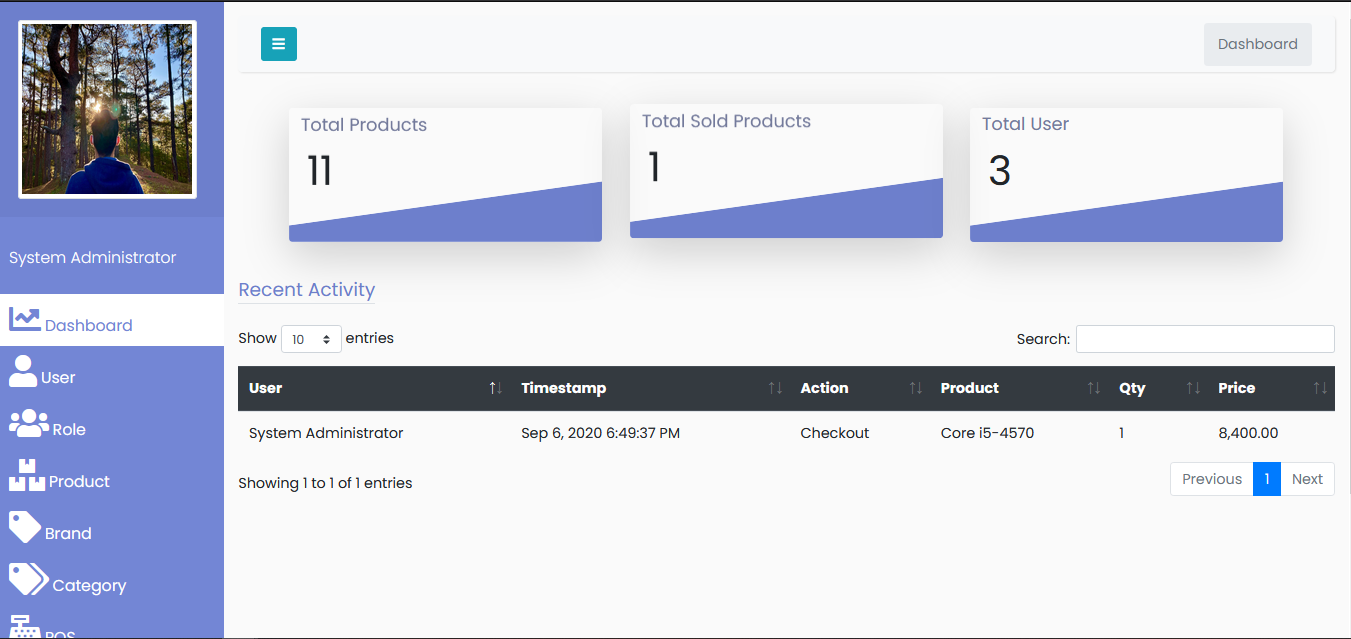 System Administrator
Dashboard
User
Role
Product
Brand
Category
POS
Dashboard
Total Products
11
Total Sold Products
1
Total User
3
Recent Activity
Show 10 entries
Search:
User Timestamp Action Product Qty Price
System Administrator Sep 6, 2020 6:49:37 PM Checkout Core i5-4570 1 8,400.00
Showing 1 to 1 of 1 entries
Previous 1 Next